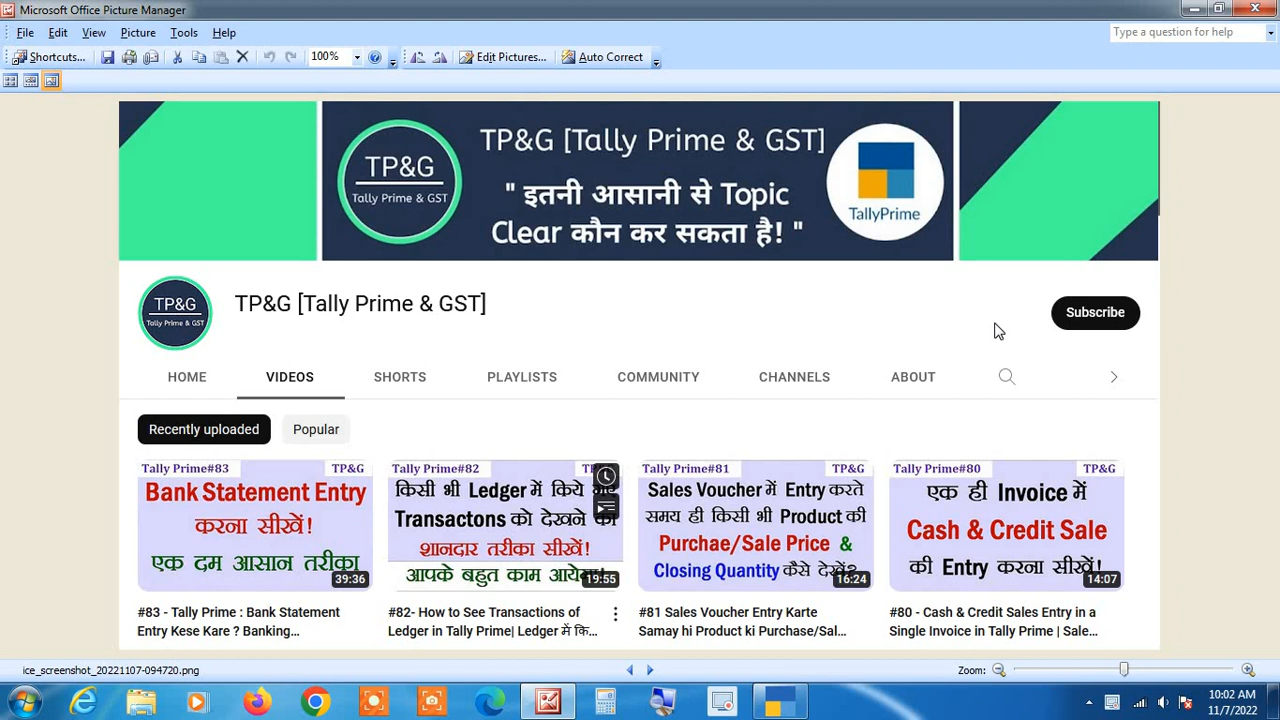 Microsoft Office Picture Manager
File Edit View Picture Tools Help
Type a question for help
Shortcuts... 100% Edit Pictures... Auto Correct
TP&G
Tally Prime & GST
TP&G [Tally Prime & GST]
" इतनी आसानी से Topic
Clear कौन कर सकता है! "
TallyPrime
TP&G
Tally Prime & GST
TP&G [Tally Prime & GST]
Subscribe
HOME VIDEOS SHORTS PLAYLISTS COMMUNITY CHANNELS ABOUT
Recently uploaded Popular
Tally Prime#83 TP&G
Bank Statement Entry
करना सीखें!
एक दम आसान तरीका
39:36
#83 - Tally Prime : Bank Statement
Entry Kese Kare ? Banking...
Tally Prime#82
किसी भी Ledger में किये
Transactons को देखने का
शानदार तरीका सीखें!
आपके बहुत काम आयेगा!
19:55
#82- How to See Transactions of
Ledger in Tally Prime| Ledger में कि...
Tally Prime#81 TP&G
Sales Voucher में Entry करते
समय ही किसी भी Product की
Purchae/Sale Price &
Closing Quantity कैसे देखें?
16:24
#81 Sales Voucher Entry Karte
Samay hi Product ki Purchase/Sal...
Tally Prime#80 TP&G
एक ही Invoice में
Cash & Credit Sale
की Entry करना सीखें!
14:07
#80 - Cash & Credit Sales Entry in a
Single Invoice in Tally Prime | Sale...
ice_screenshot_20221107-094720.png
Zoom:
10:02 AM
11/7/2022